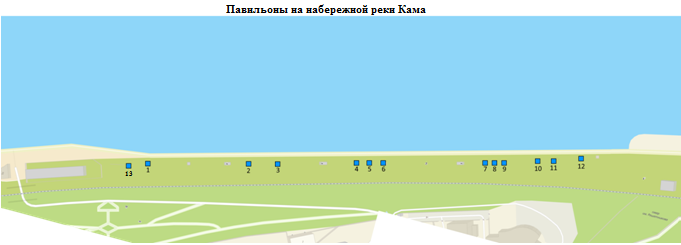 Павильоны на набережной реки Кама
13 1 2 3 4 5 6 7 8 9 10 11 12